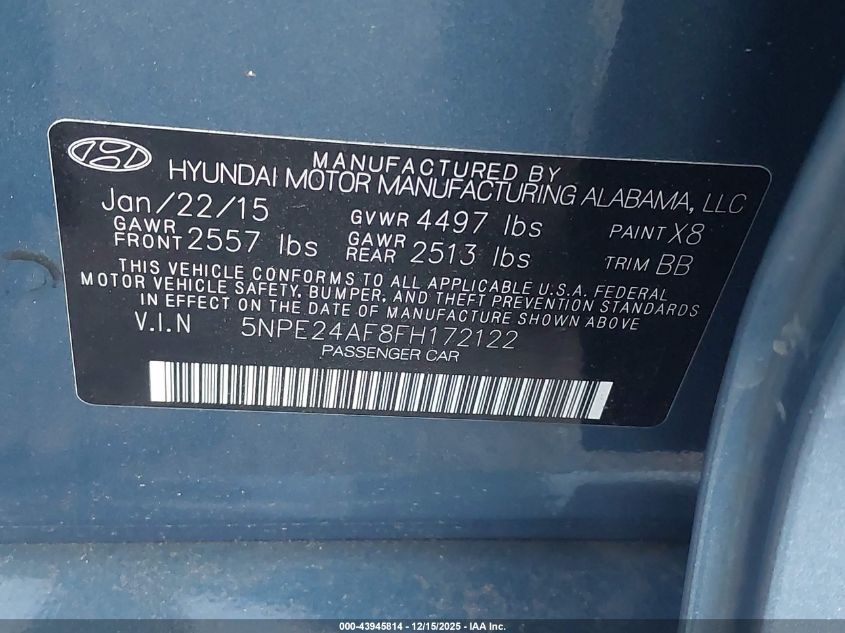 MANUFACTURED BY
HYUNDAI MOTOR MANUFACTURING ALABAMA, LLC
Jan/22/15 GVWR 4497 lbs PAINT X8
GAWR FRONT 2557 lbs GAWR REAR 2513 lbs TRIM BB
THIS VEHICLE CONFORMS TO ALL APPLICABLE U.S.A. FEDERAL
MOTOR VEHICLE SAFETY, BUMPER, AND THEFT PREVENTION STANDARDS
IN EFFECT ON THE DATE OF MANUFACTURE SHOWN ABOVE.
V.I.N 5NPE24AF8FH172122
PASSENGER CAR
000-43945814 - 12/15/2025 - IAA Inc.